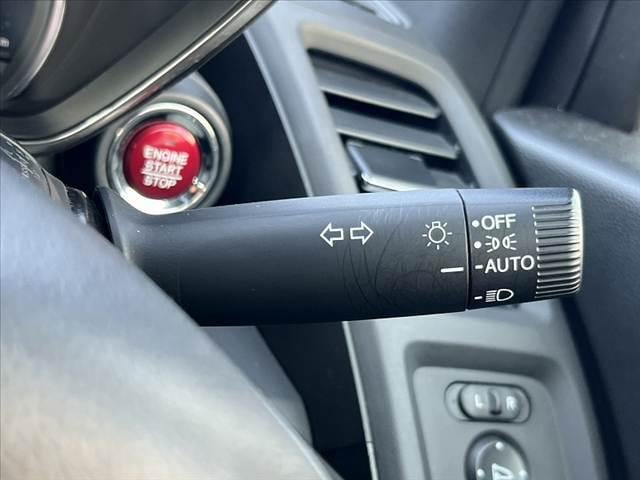 ENGINE
START
STOP
OFF
AUTO
L R